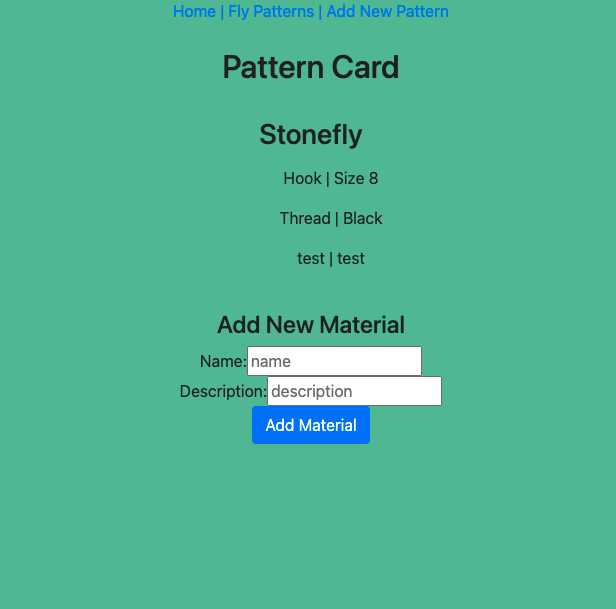 Home | Fly Patterns | Add New Pattern
Pattern Card
Stonefly
Hook | Size 8
Thread | Black
test | test
Add New Material
Name: name
Description: description
Add Material